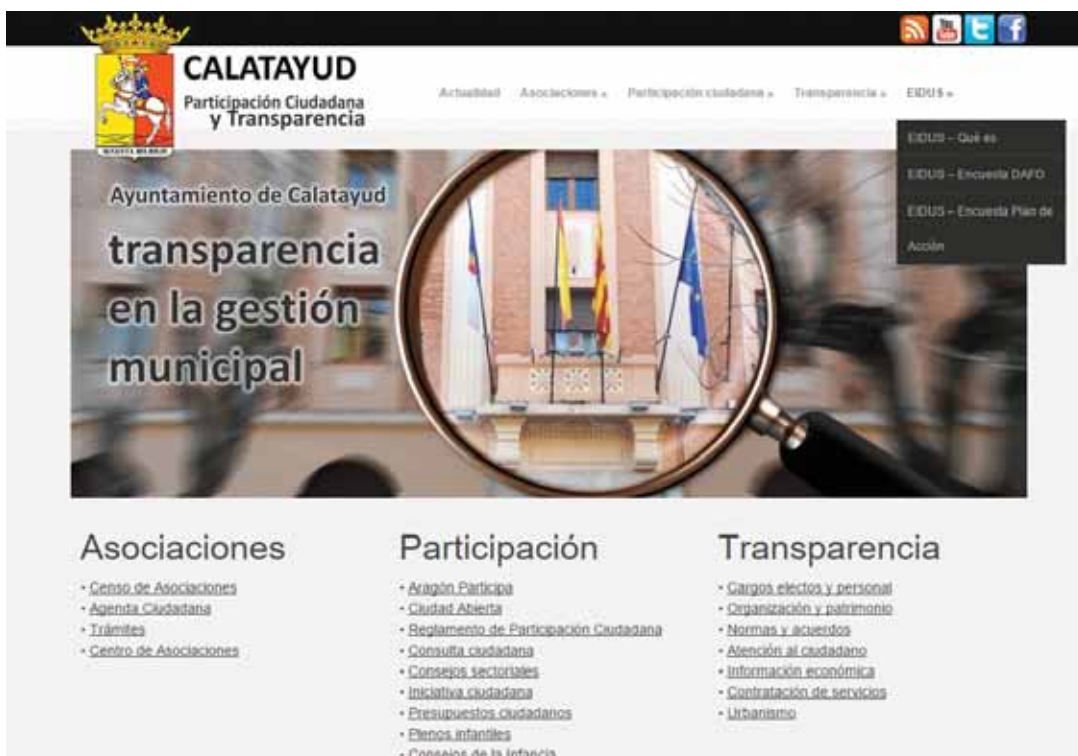 You Tube
CALATAYUD
Participación Ciudadana
y Transparencia
Actualidad Asociaciones » Participación ciudadana » Transparencia » EIDUS »
EIDUS – Qué es
EIDUS – Encuesta DAFO
EIDUS – Encuesta Plan de
Acción
Ayuntamiento de Calatayud
transparencia
en la gestión
municipal
Asociaciones
• Censo de Asociaciones
• Agenda Ciudadana
• Trámites
• Centro de Asociaciones
Participación
• Aragón Participa
• Ciudad Abierta
• Reglamento de Participación Ciudadana
• Consulta ciudadana
• Consejos sectoriales
• Iniciativa ciudadana
• Presupuestos ciudadanos
• Plenos infantiles
• Consejos de la Infancia
Transparencia
• Cargos electos y personal
• Organización y patrimonio
• Normas y acuerdos
• Atención al ciudadano
• Información económica
• Contratación de servicios
• Urbanismo